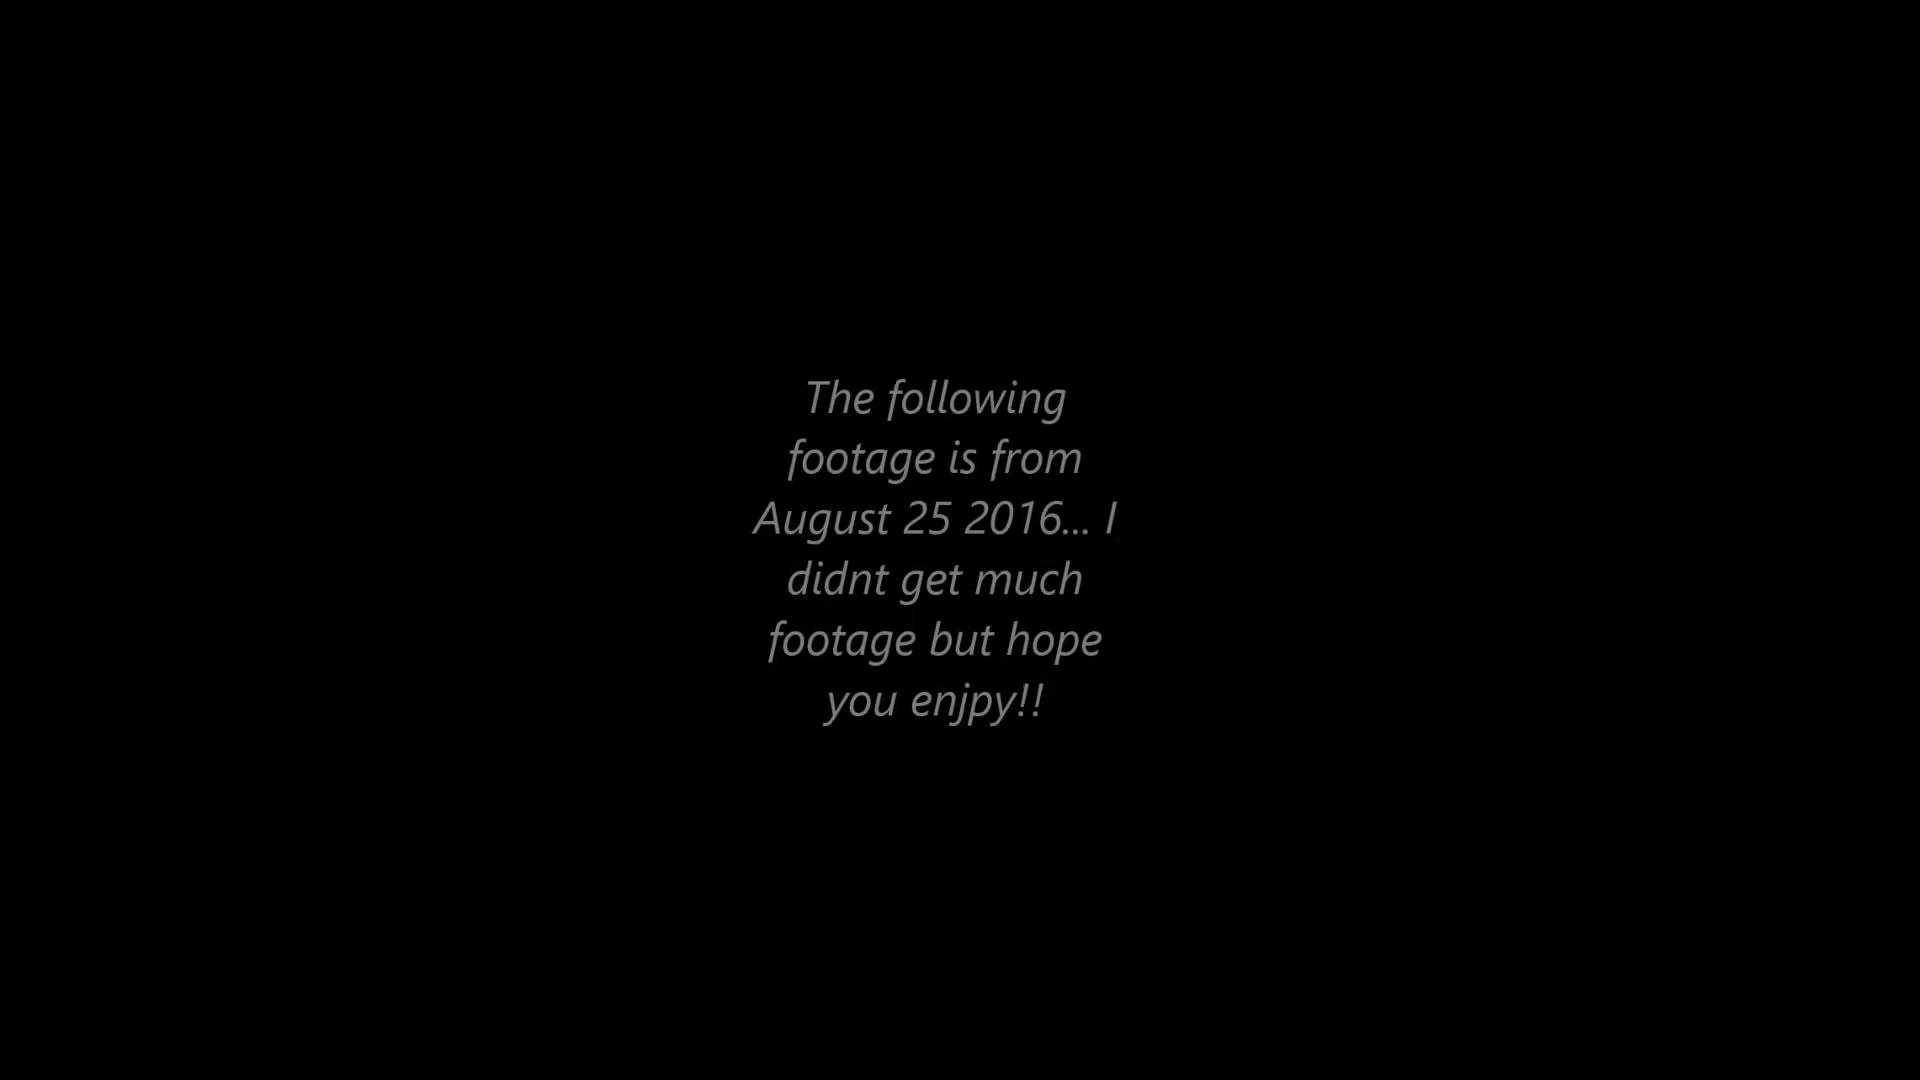 The following
footage is from
August 25 2016... I
didnt get much
footage but hope
you enjpy!!